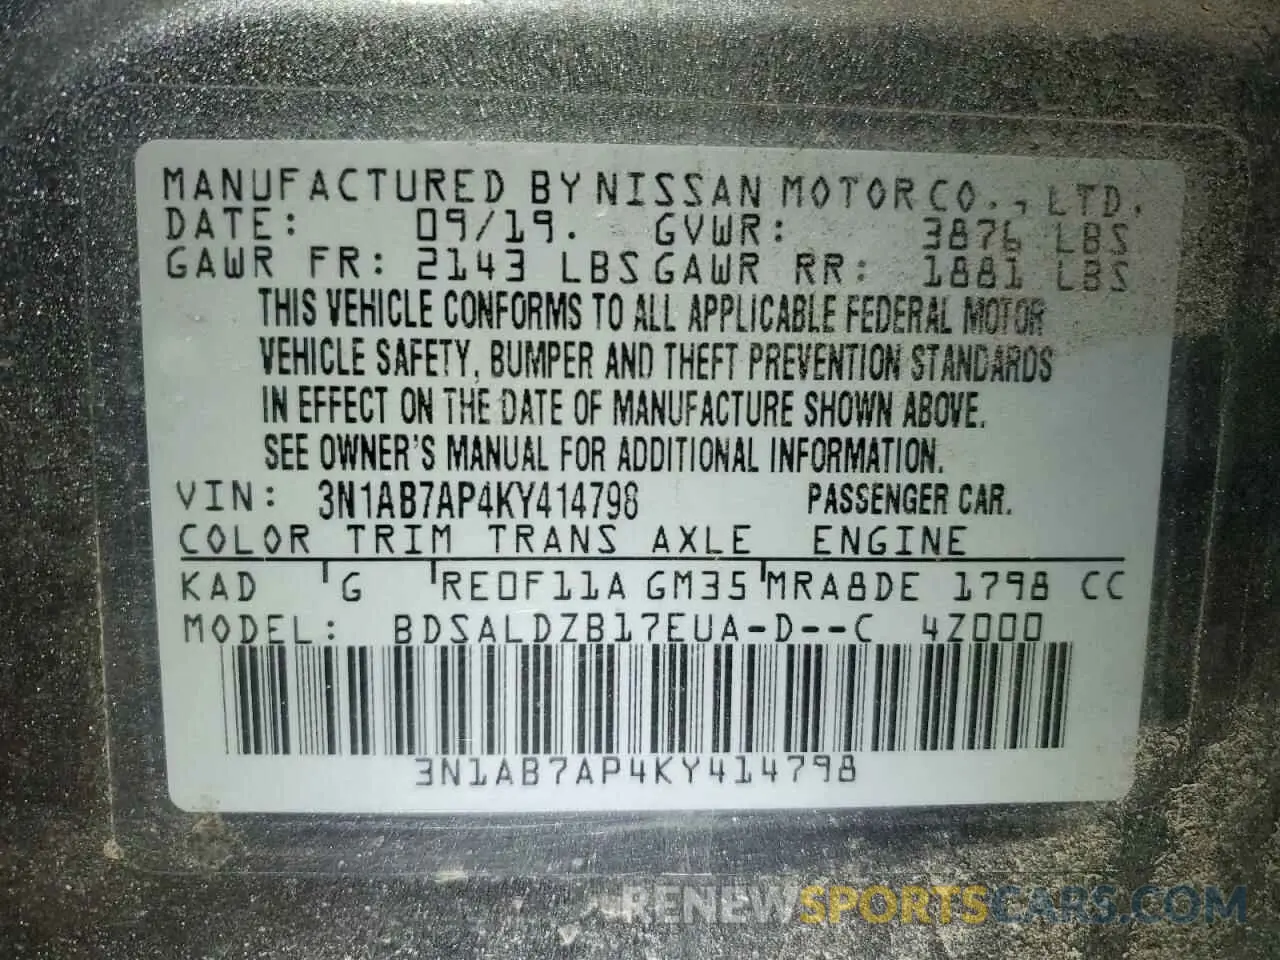 MANUFACTURED BY NISSAN MOTOR CO., LTD.
DATE: 09/19. GVWR: 3876 LBS
GAWR FR: 2143 LBS GAWR RR: 1881 LBS
THIS VEHICLE CONFORMS TO ALL APPLICABLE FEDERAL MOTOR
VEHICLE SAFETY, BUMPER AND THEFT PREVENTION STANDARDS
IN EFFECT ON THE DATE OF MANUFACTURE SHOWN ABOVE.
SEE OWNER'S MANUAL FOR ADDITIONAL INFORMATION.
VIN: 3N1AB7AP4KY414798 PASSENGER CAR.
COLOR TRIM TRANS AXLE ENGINE
KAD G RE0F11A GM35 MRA8DE 1798 CC
MODEL: BDSALDZB17EUA-D--C 4Z000
3N1AB7AP4KY414798
RENEWSPORTSCARS.COM